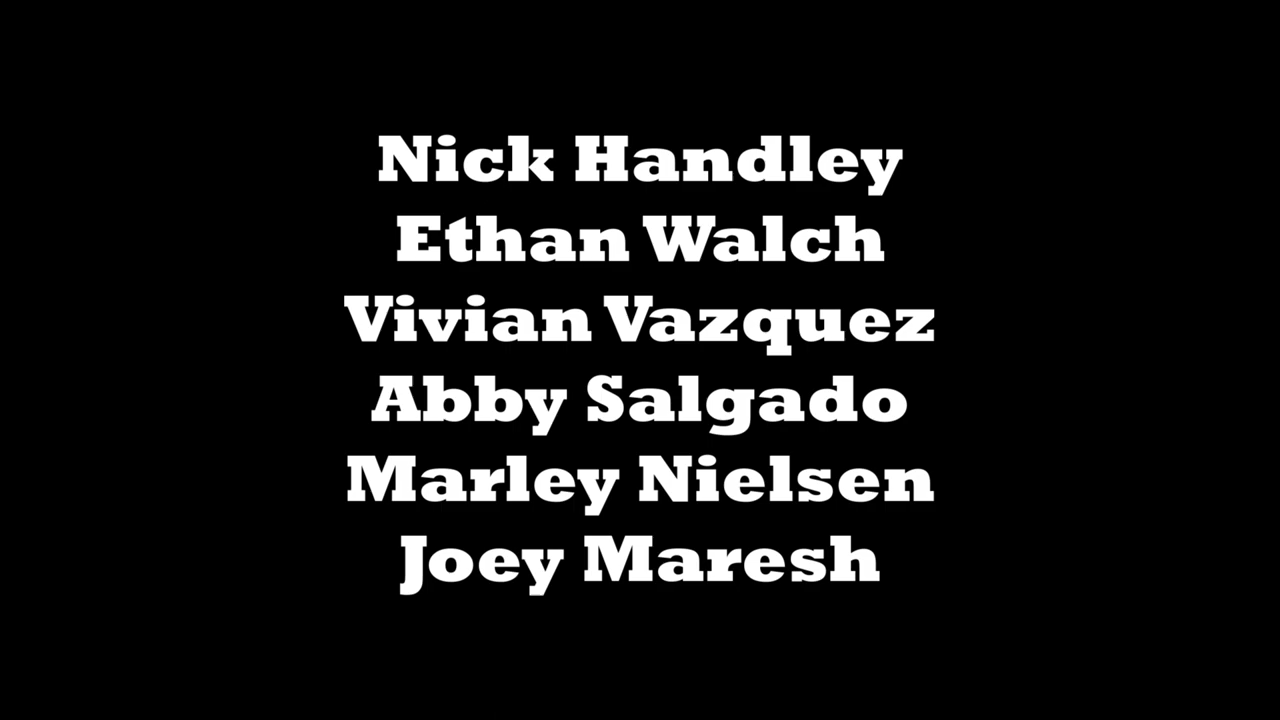 Nick Handley
Ethan Walch
Vivian Vazquez
Abby Salgado
Marley Nielsen
Joey Maresh